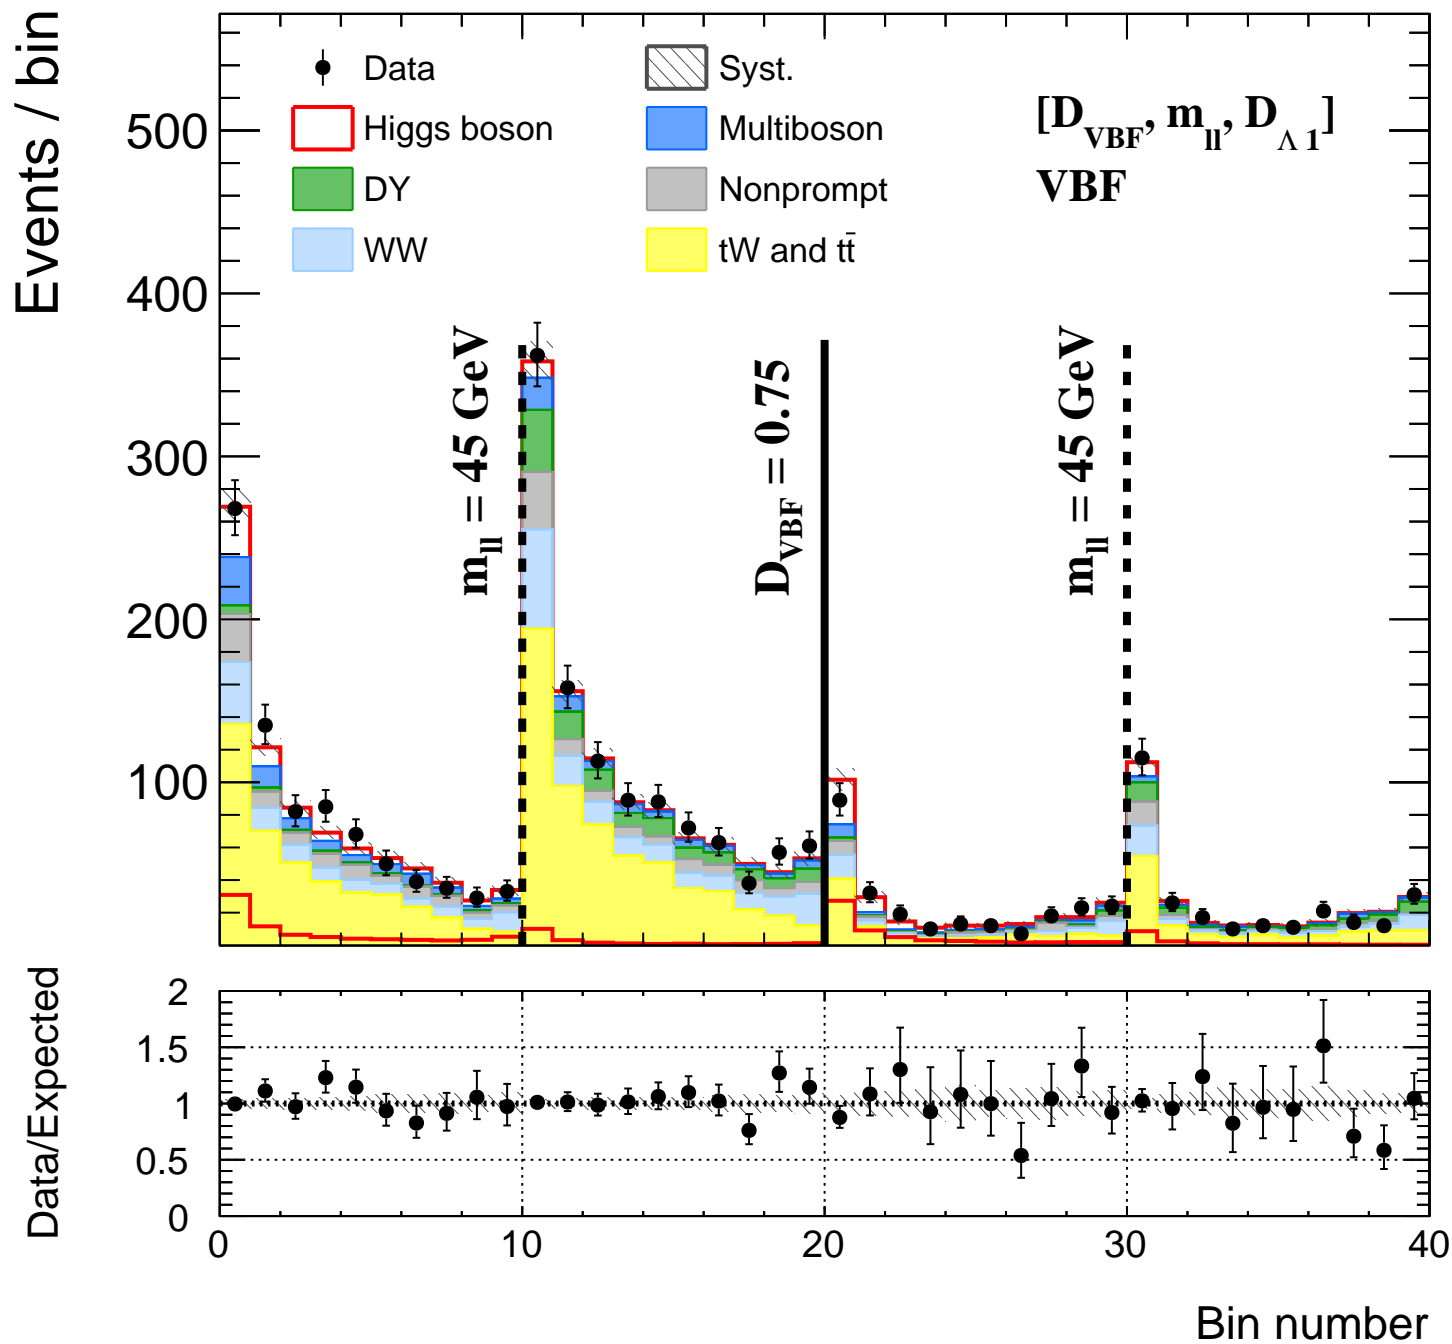 Events / bin
500
400
300
200
100
Data
Syst.
Higgs boson
Multiboson
DY
Nonprompt
WW
tW and tt̄
[D_VBF, m_ll, D_Λ1]
VBF
m_ll = 45 GeV
D_VBF = 0.75
m_ll = 45 GeV
Data/Expected
2
1.5
1
0.5
0
0 10 20 30 40
Bin number